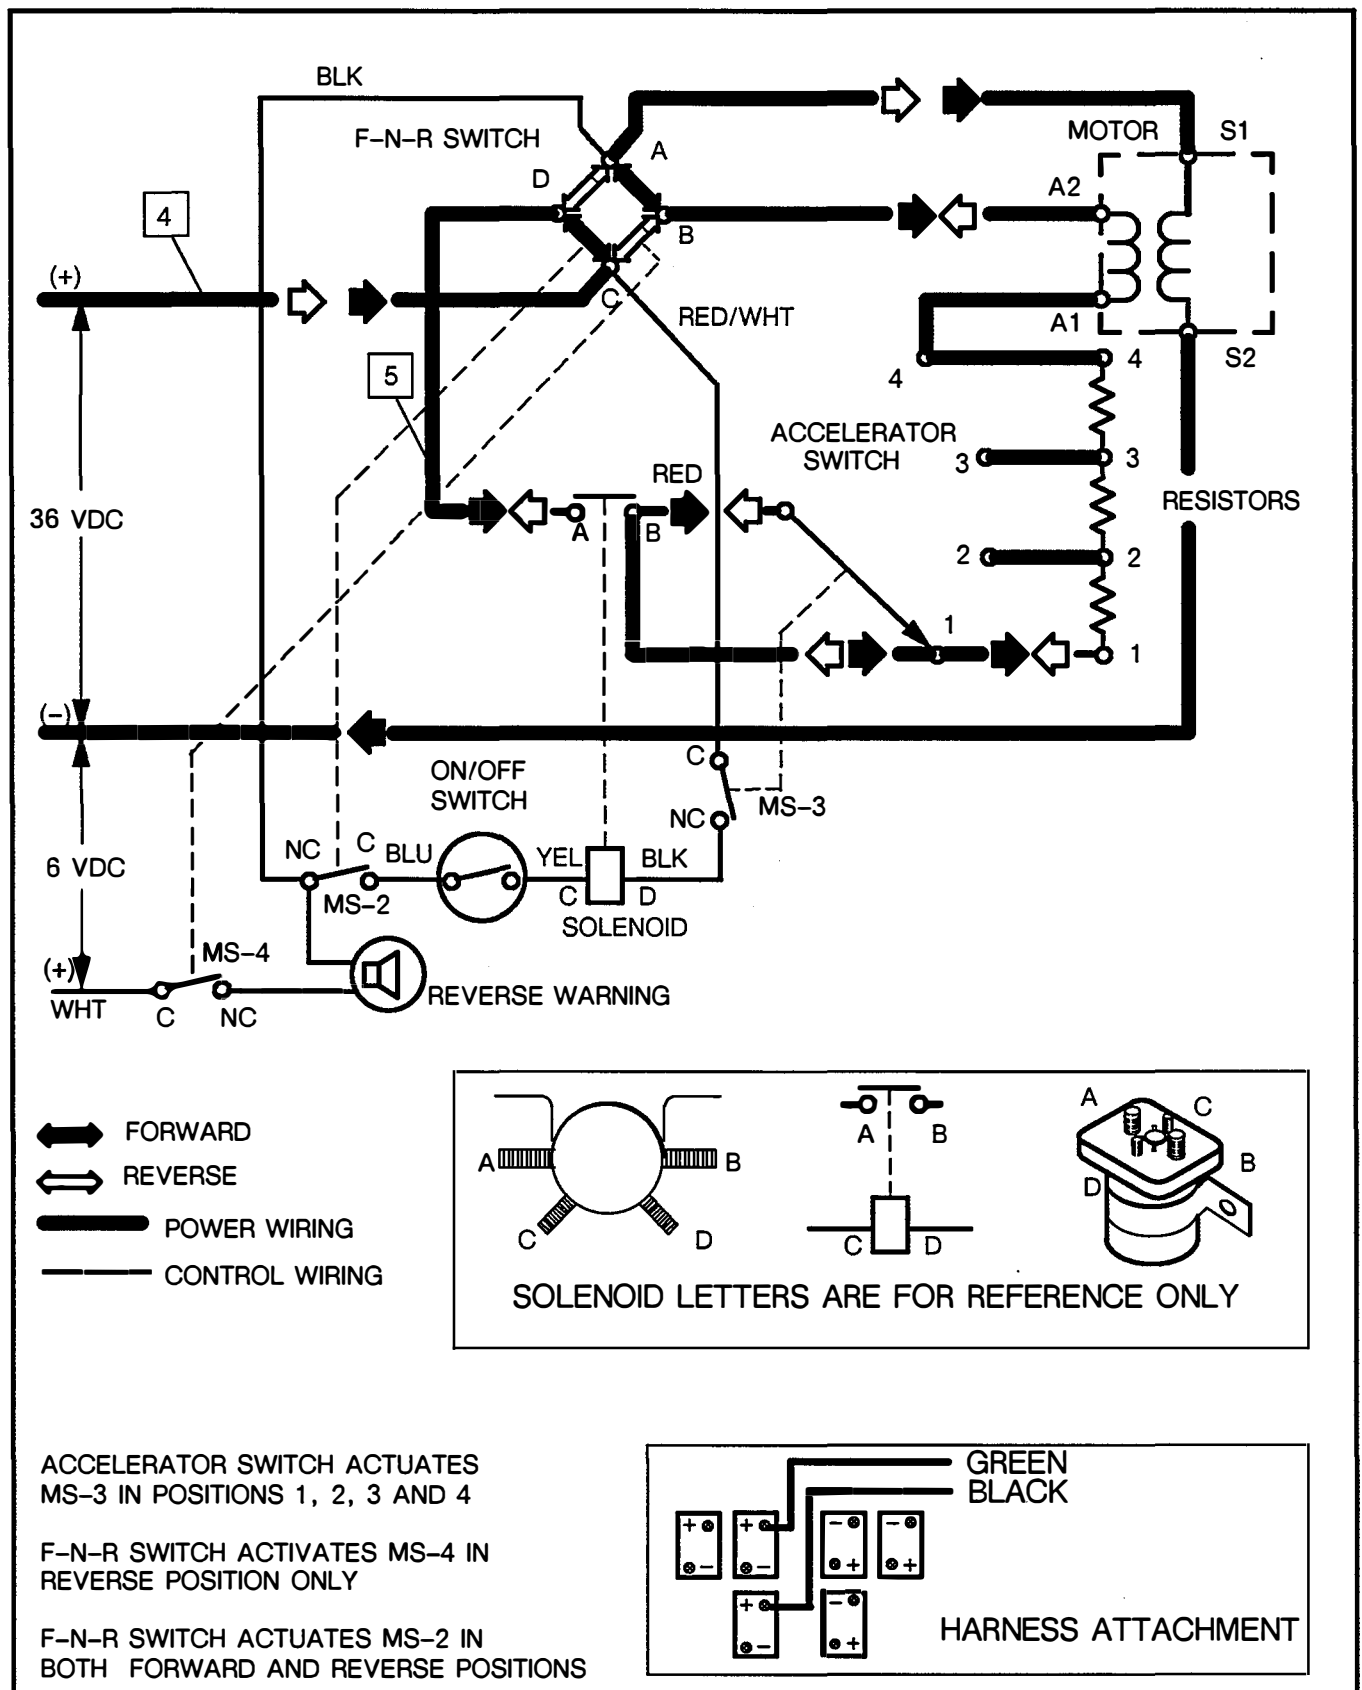 BLK
F-N-R SWITCH
A
D
B
C
MOTOR
S1
A2
A1
S2
4
(+)
RED/WHT
5
4
4
ACCELERATOR
SWITCH
3
3
RED
RESISTORS
36 VDC
A
B
2
2
1
1
(-)
ON/OFF
SWITCH
C
MS-3
NC
6 VDC
NC
C
BLU
YEL
BLK
MS-2
C
D
SOLENOID
MS-4
(+)
WHT
C
NC
REVERSE WARNING
FORWARD
REVERSE
POWER WIRING
CONTROL WIRING
A
B
C
D
A
B
C
D
A
C
B
D
SOLENOID LETTERS ARE FOR REFERENCE ONLY
ACCELERATOR SWITCH ACTUATES
MS-3 IN POSITIONS 1, 2, 3 AND 4
F-N-R SWITCH ACTIVATES MS-4 IN
REVERSE POSITION ONLY
F-N-R SWITCH ACTUATES MS-2 IN
BOTH FORWARD AND REVERSE POSITIONS
GREEN
BLACK
+ + - -
- - + +
+ -
- +
HARNESS ATTACHMENT